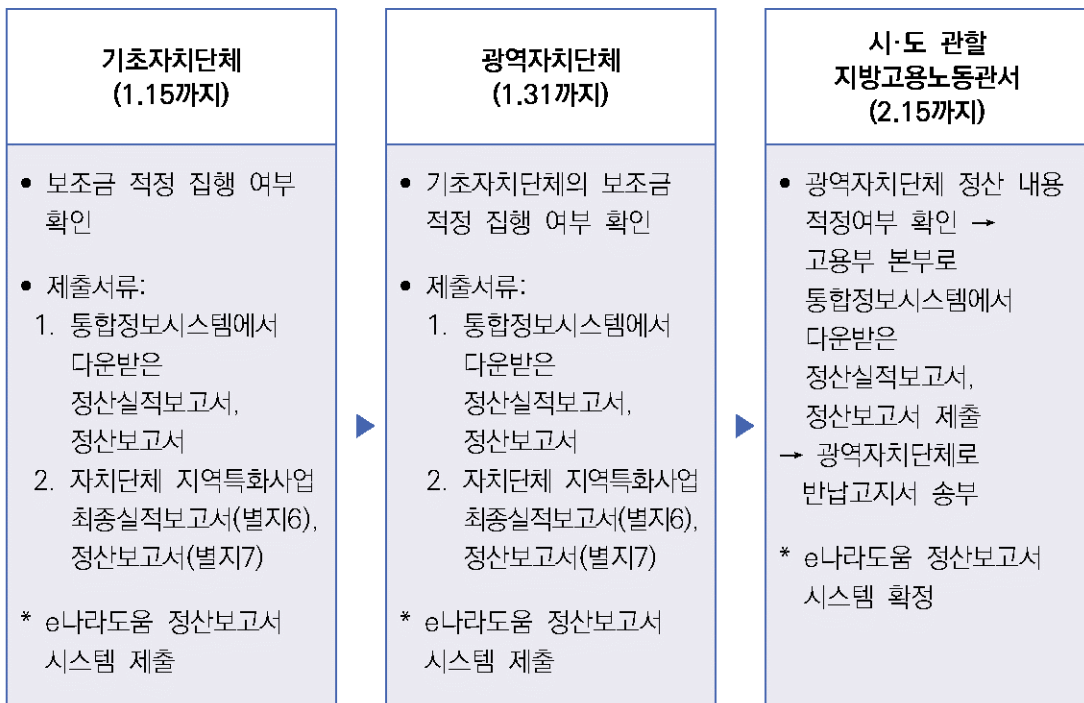 기초자치단체
(1.15까지)
• 보조금 적정 집행 여부
확인
• 제출서류:
1. 통합정보시스템에서
다운받은
정산실적보고서,
정산보고서
2. 자치단체 지역특화사업
최종실적보고서(별지6),
정산보고서(별지7)
* e나라도움 정산보고서
시스템 제출
▶
광역자치단체
(1.31까지)
• 기초자치단체의 보조금
적정 집행 여부 확인
• 제출서류:
1. 통합정보시스템에서
다운받은
정산실적보고서,
정산보고서
2. 자치단체 지역특화사업
최종실적보고서(별지6),
정산보고서(별지7)
* e나라도움 정산보고서
시스템 제출
▶
시·도 관할
지방고용노동관서
(2.15까지)
• 광역자치단체 정산 내용
적정여부 확인 →
고용부 본부로
통합정보시스템에서
다운받은
정산실적보고서,
정산보고서 제출
→ 광역자치단체로
반납고지서 송부
* e나라도움 정산보고서
시스템 확정